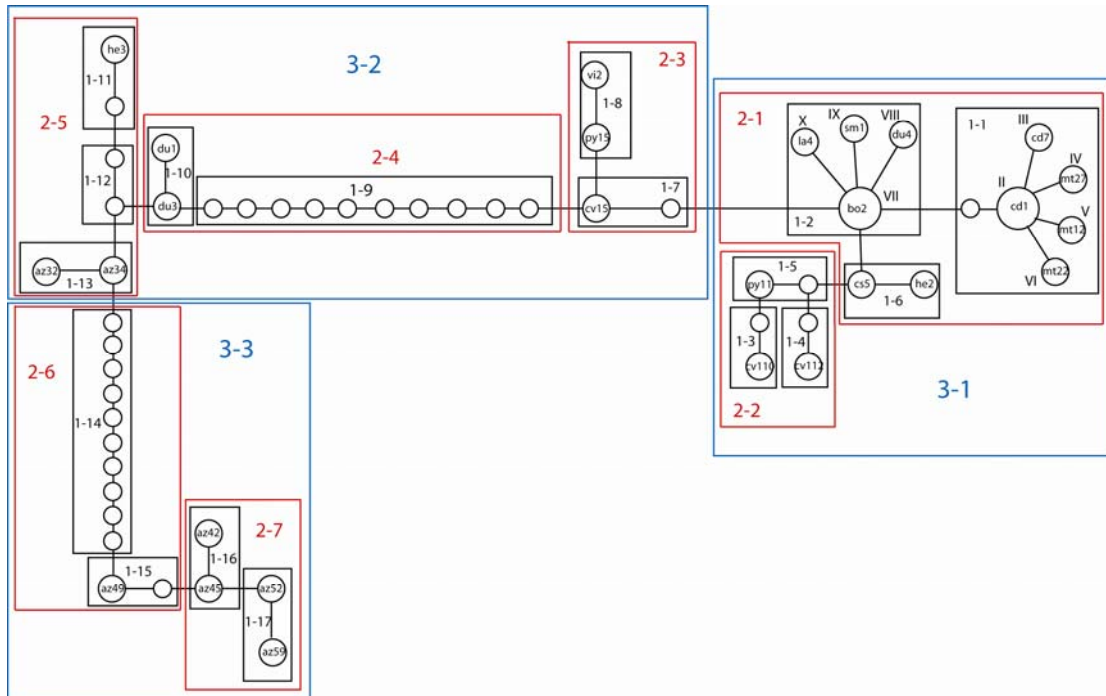 he3
1-11
3-2
2-3
vi2
1-8
2-1
X
IX
VIII
1-1
III
la4
sm1
du4
cd7
2-5
py15
IV
2-4
du1
1-10
mt27
1-9
II
1-12
1-7
VII
V
du3
cv15
bo2
cd1
mt12
1-2
az32
az34
1-13
VI
mt22
1-5
py11
cs5
he2
1-6
3-3
1-3
1-4
2-6
cv110
cv112
3-1
2-2
1-14
2-7
az42
1-16
1-15
az49
az45
az52
1-17
az59